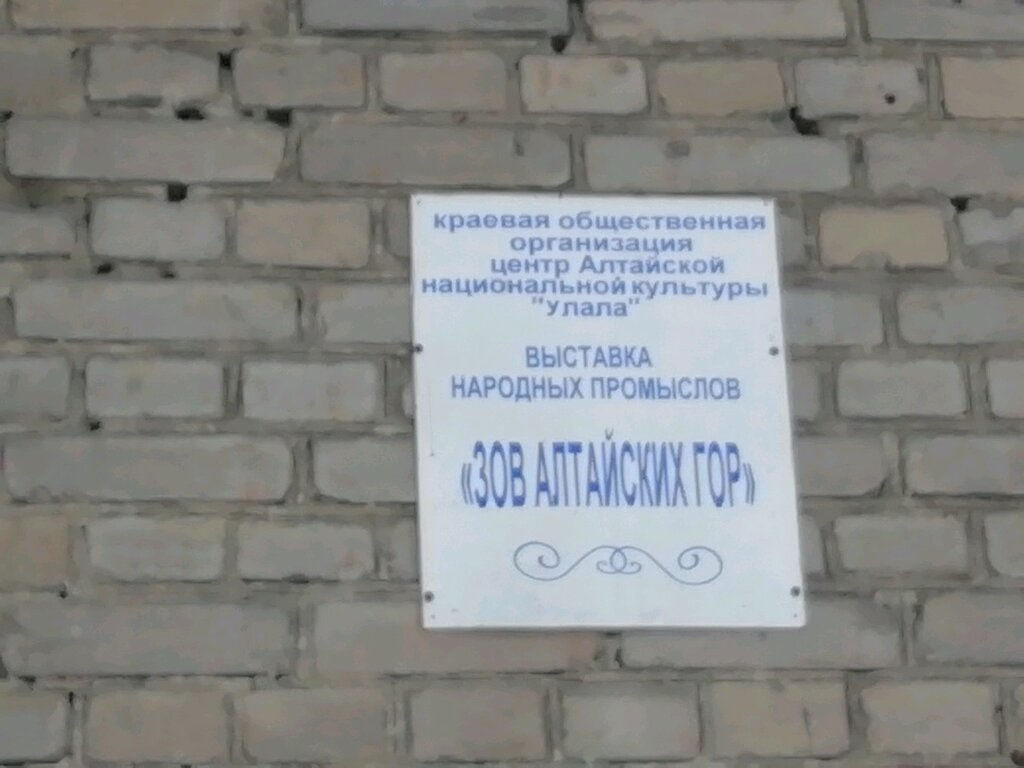 краевая общественная
организация
центр Алтайской
национальной культуры
"Улала"
ВЫСТАВКА
НАРОДНЫХ ПРОМЫСЛОВ
«ЗОВ АЛТАЙСКИХ ГОР»